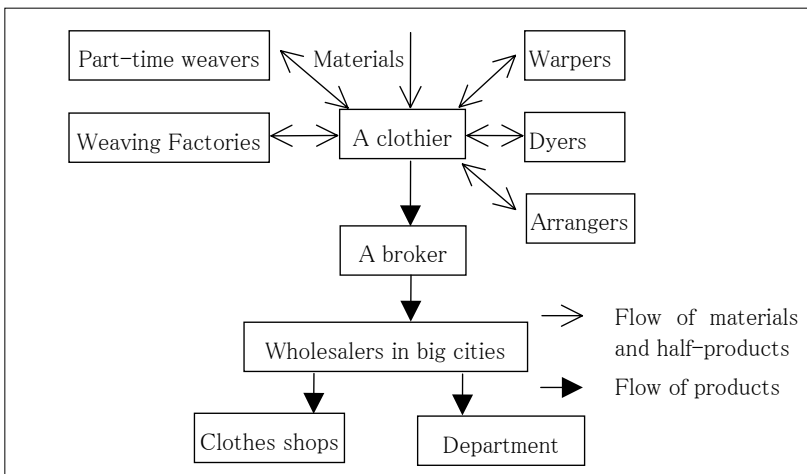 Part-time weavers
Materials
Warpers
Weaving Factories
A clothier
Dyers
Arrangers
A broker
Wholesalers in big cities
Flow of materials
and half-products
Flow of products
Clothes shops
Department